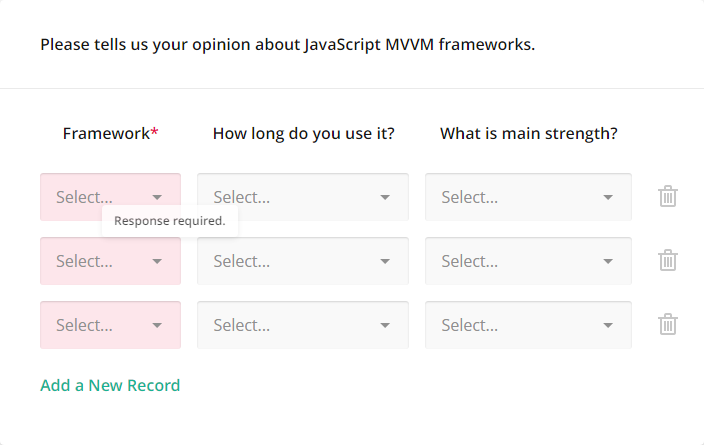 Please tells us your opinion about JavaScript MVVM frameworks.
Framework* How long do you use it? What is main strength?
Select... Select... Select...
Response required.
Select... Select... Select...
Select... Select... Select...
Add a New Record